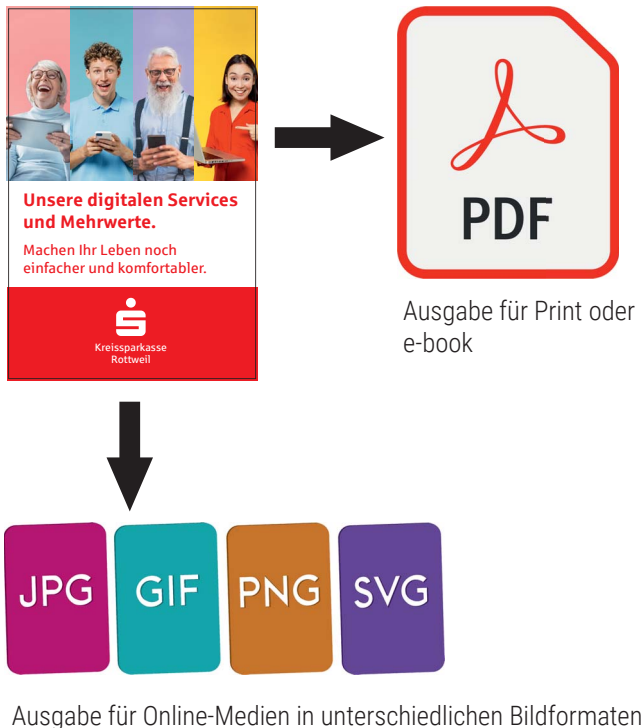 Unsere digitalen Services
und Mehrwerte.
Machen Ihr Leben noch
einfacher und komfortabler.
Kreissparkasse
Rottweil
PDF
Ausgabe für Print oder
e-book
JPG
GIF
PNG
SVG
Ausgabe für Online-Medien in unterschiedlichen Bildformaten